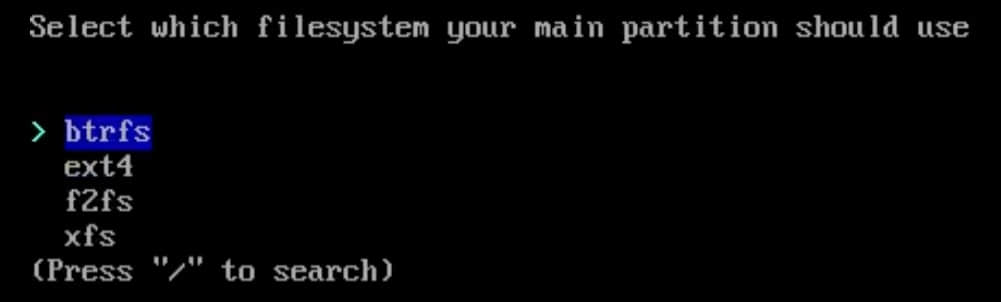 Select which filesystem your main partition should use
> btrfs
ext4
f2fs
xfs
(Press "/" to search)